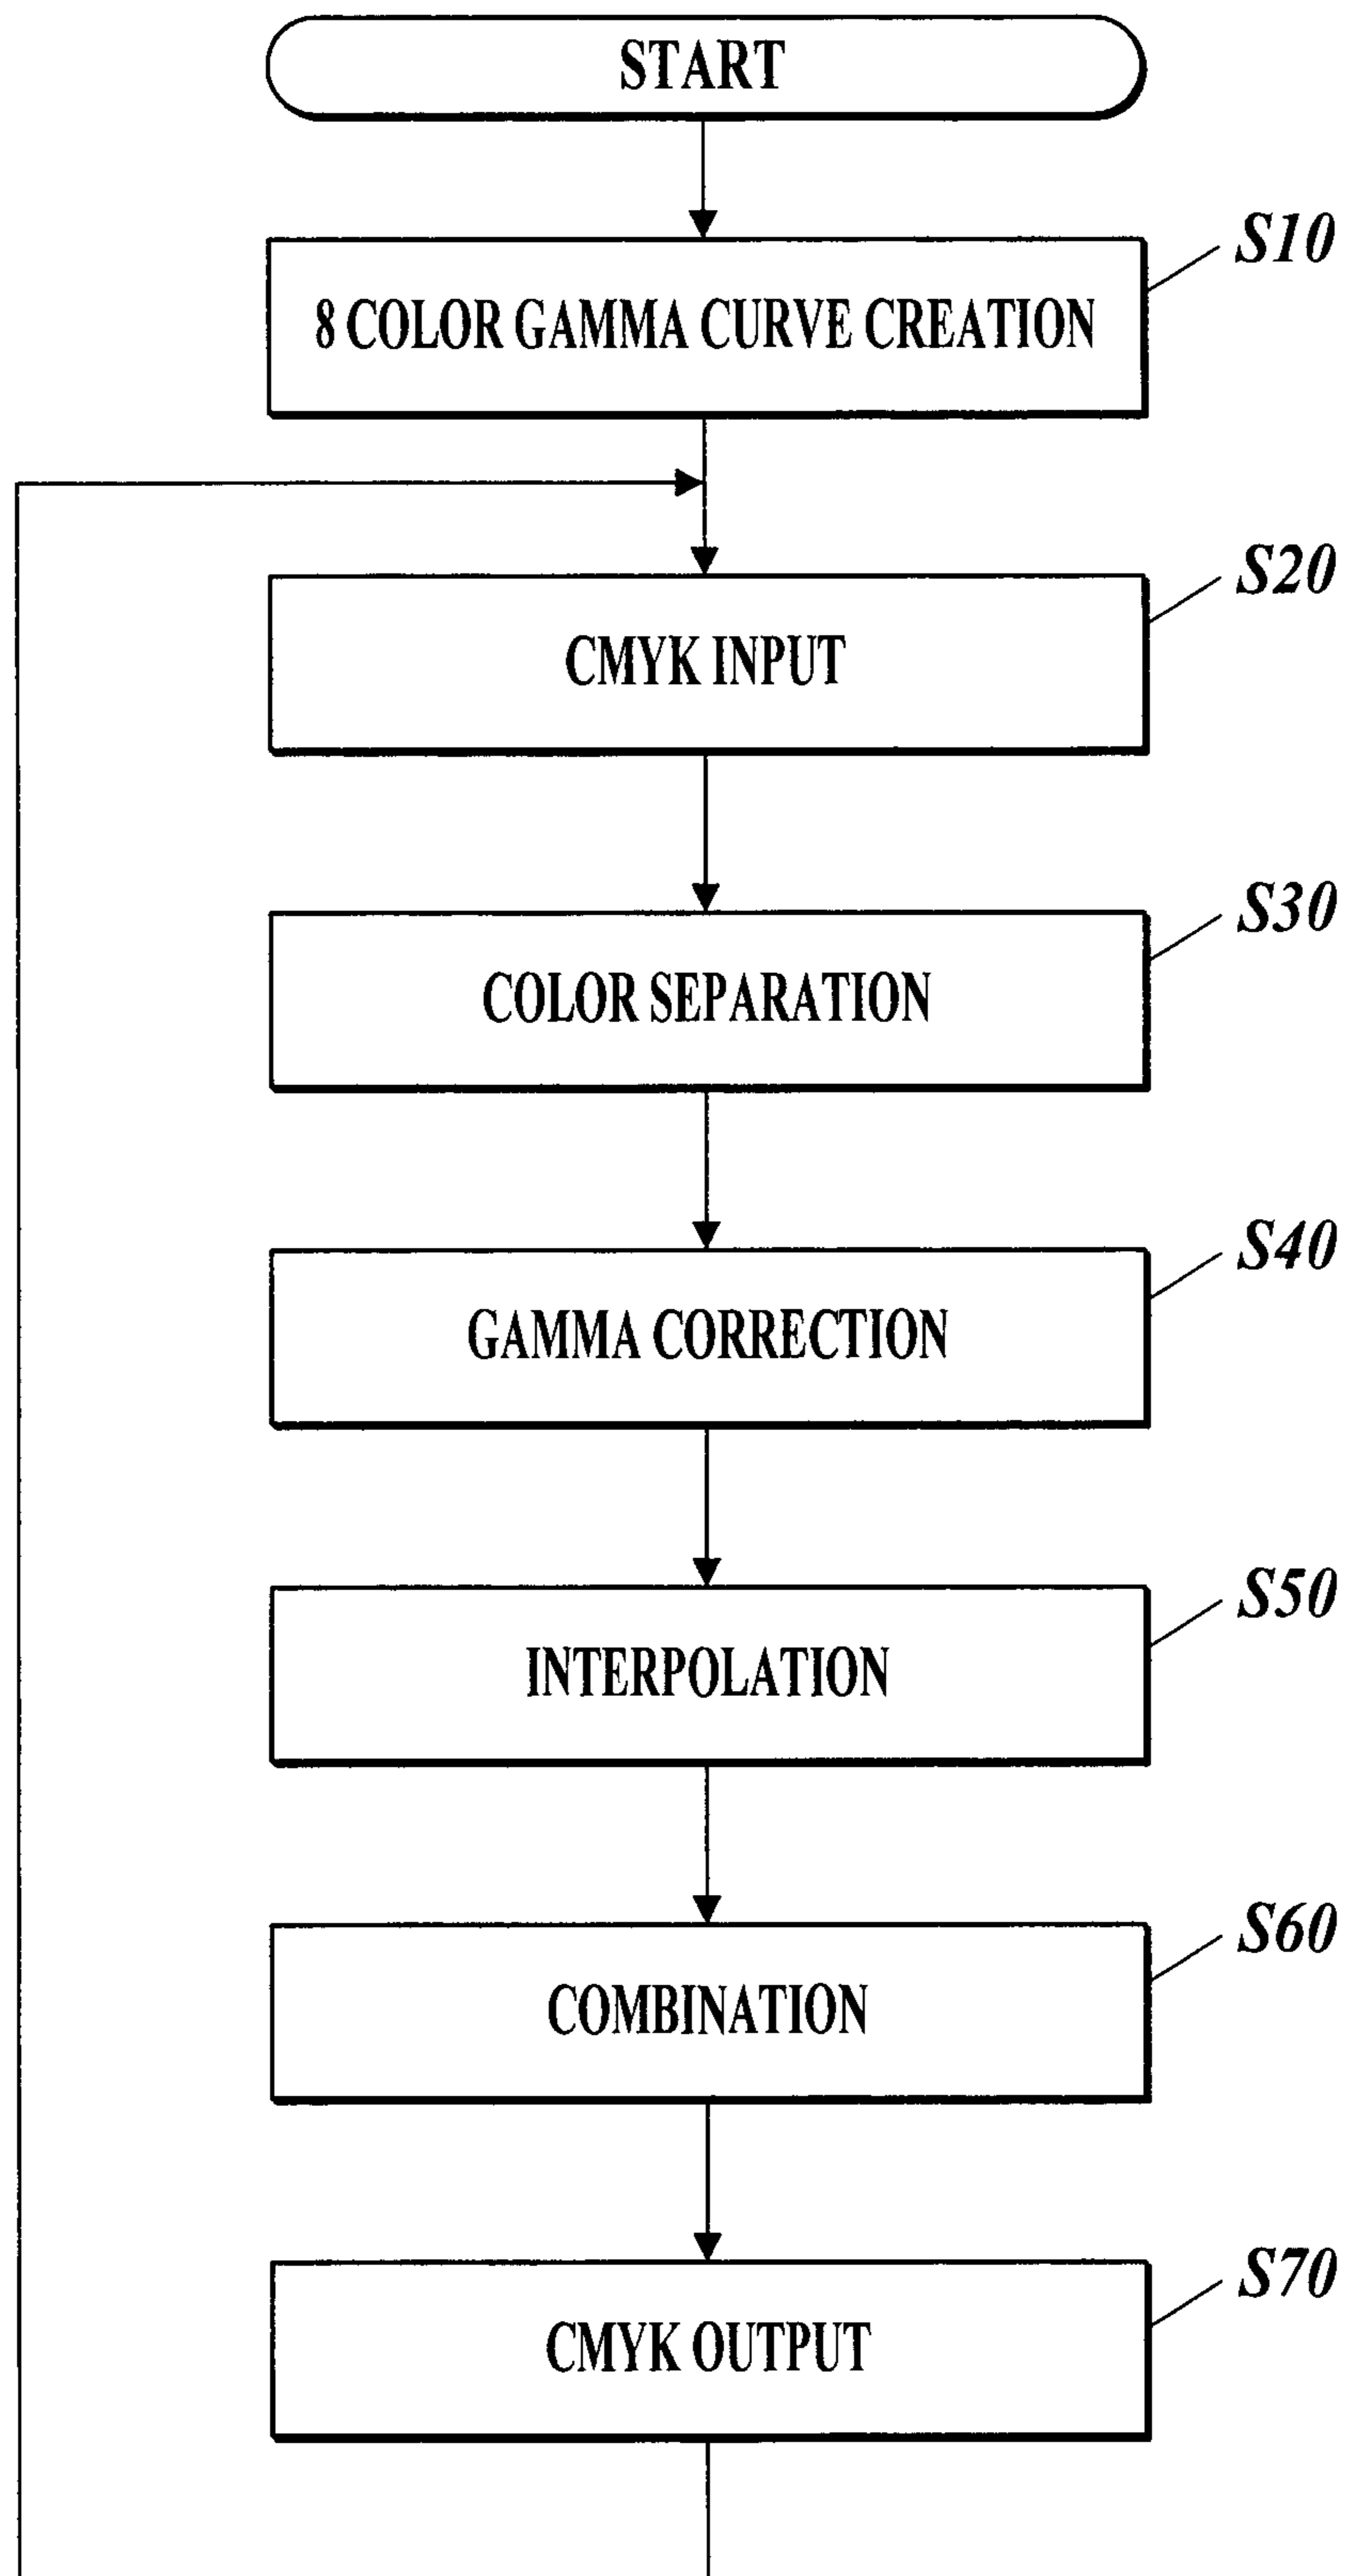 START
S10
8 COLOR GAMMA CURVE CREATION
S20
CMYK INPUT
S30
COLOR SEPARATION
S40
GAMMA CORRECTION
S50
INTERPOLATION
S60
COMBINATION
S70
CMYK OUTPUT